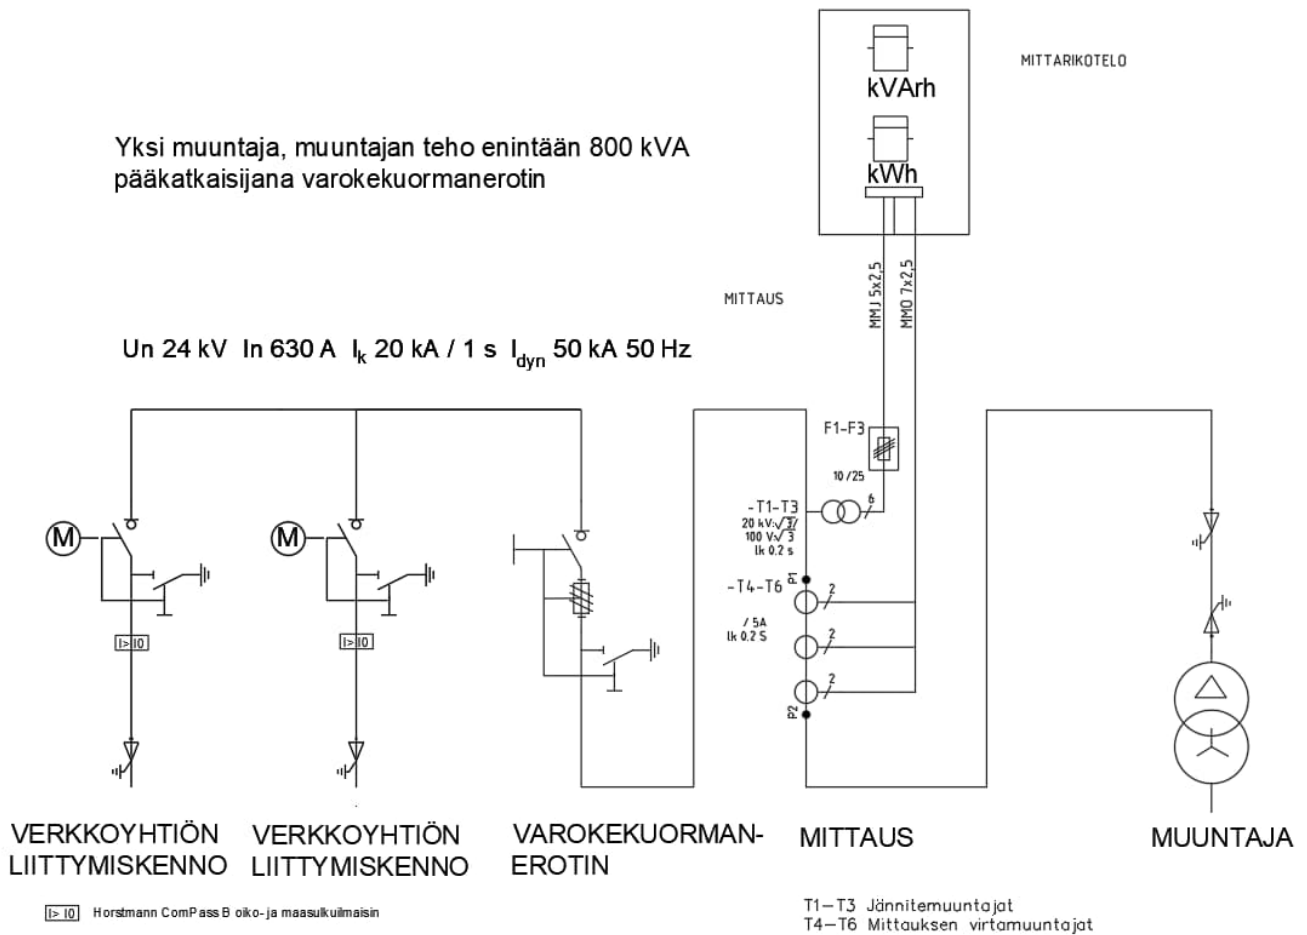 MITTARIKOTELO
kVArh
kWh
Yksi muuntaja, muuntajan teho enintään 800 kVA
pääkatkaisijana varokekuormanerotin
MMJ 5x2,5
MMO 7x2,5
MITTAUS
Un 24 kV In 630 A Ik 20 kA / 1 s Idyn 50 kA 50 Hz
F1-F3
10/25
-T1-T3
20 kV:√3/
100 V:√3
lk 0.2 s
6
M
M
P1
-T4-T6
2
/ 5A
lk 0.2 S
2
2
P2
I> I0
I> I0
VERKKOYHTIÖN
LIITTYMISKENNO
VERKKOYHTIÖN
LIITTYMISKENNO
VAROKEKUORMAN-
EROTIN
MITTAUS
MUUNTAJA
I> I0 Horstmann ComPass B oiko- ja maasulkuilmaisin
T1-T3 Jännitemuuntajat
T4-T6 Mittauksen virtamuuntajat